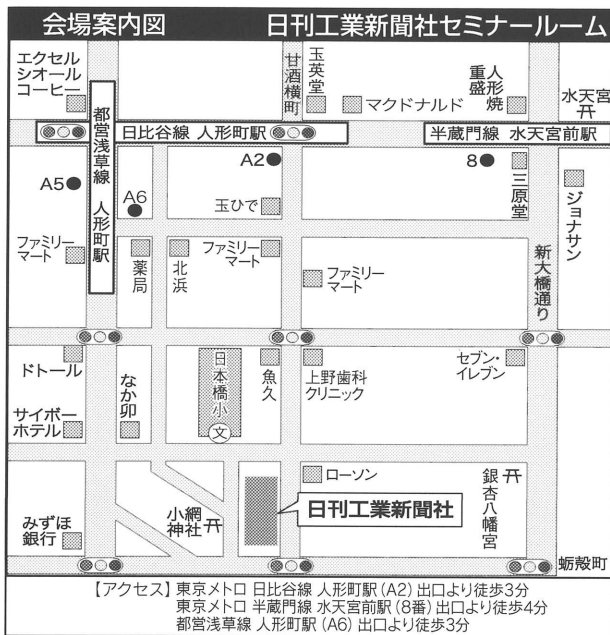 会場案内図 日刊工業新聞社セミナールーム
エクセル
シオール
コーヒー
甘酒横町
玉英堂
マクドナルド
人形焼
重盛
水天宮
都営浅草線 人形町駅
日比谷線 人形町駅
半蔵門線 水天宮前駅
A5
A6
A2
8
玉ひで
三原堂
ジョナサン
ファミリー
マート
薬局
北浜
ファミリー
マート
ファミリー
マート
新大橋通り
ドトール
なか卯
日本橋小
文
魚久
上野歯科
クリニック
セブン・
イレブン
サイボー
ホテル
ローソン
銀杏八幡宮
みずほ
銀行
小網
神社
日刊工業新聞社
蛎殻町
【アクセス】東京メトロ 日比谷線 人形町駅(A2)出口より徒歩3分
東京メトロ 半蔵門線 水天宮前駅(8番)出口より徒歩4分
都営浅草線 人形町駅(A6)出口より徒歩3分